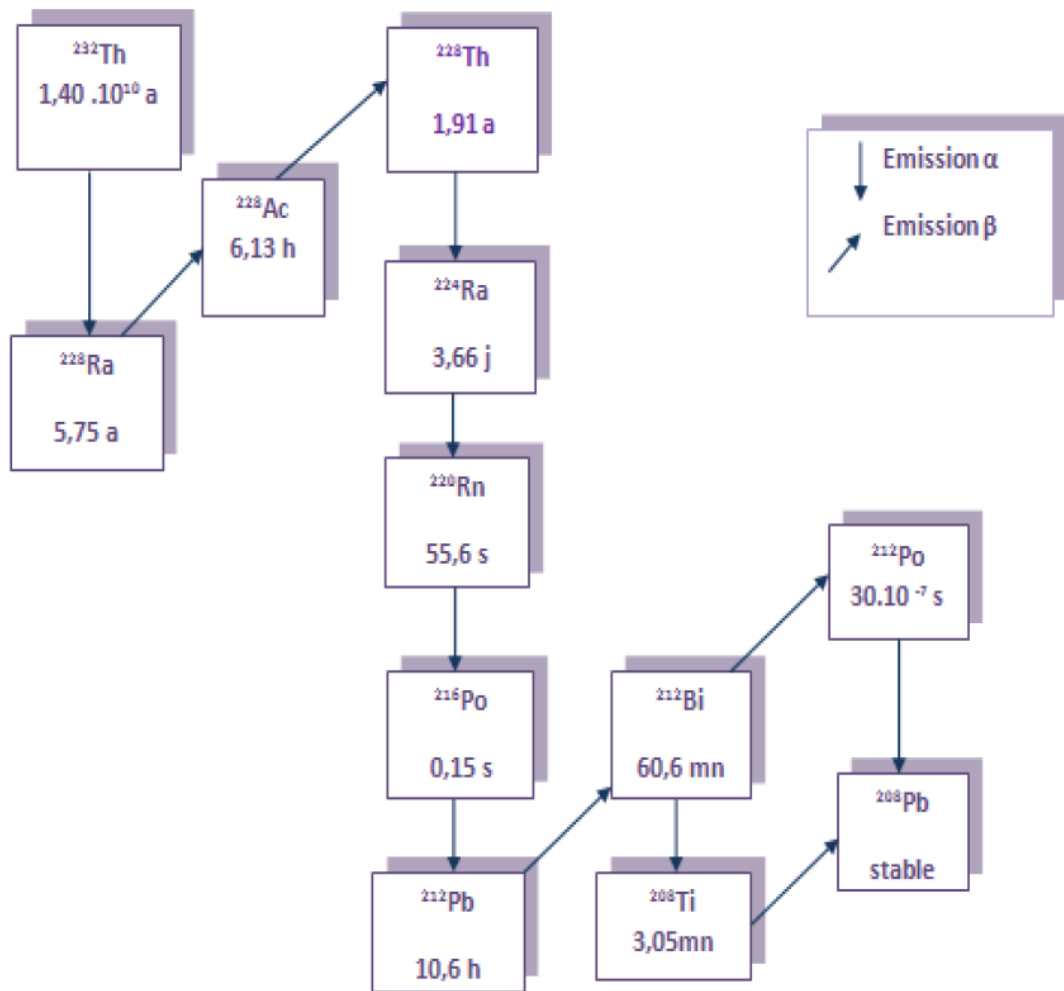 ²³²Th
1,40 .10¹⁰ a
²²⁸Ra
5,75 a
²²⁸Ac
6,13 h
²²⁸Th
1,91 a
²²⁴Ra
3,66 j
²²⁰Rn
55,6 s
²¹⁶Po
0,15 s
²¹²Pb
10,6 h
²¹²Bi
60,6 mn
²⁰⁸Ti
3,05mn
²¹²Po
30.10 ⁻⁷ s
²⁰⁸Pb
stable
Emission α
Emission β